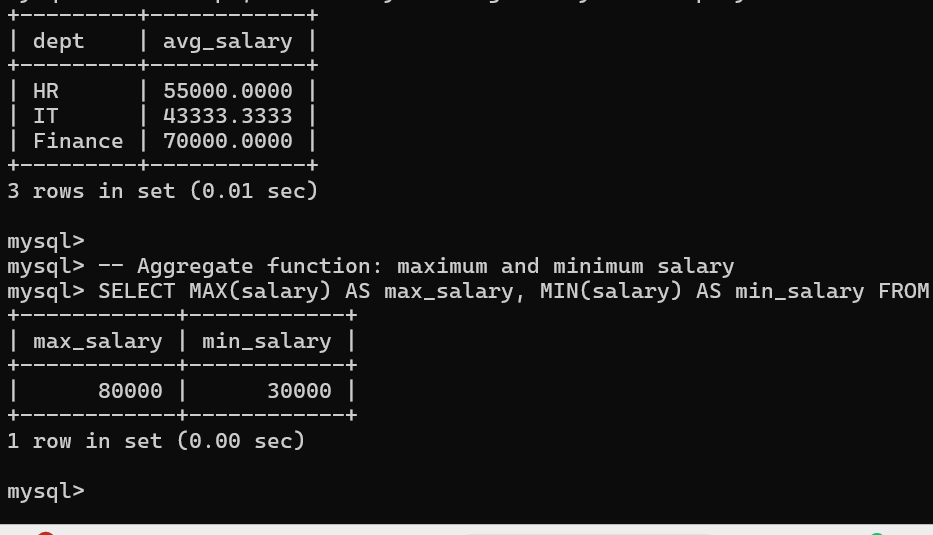 +---------+------------+
| dept    | avg_salary |
+---------+------------+
| HR      | 55000.0000 |
| IT      | 43333.3333 |
| Finance | 70000.0000 |
+---------+------------+
3 rows in set (0.01 sec)
mysql>
mysql> -- Aggregate function: maximum and minimum salary
mysql> SELECT MAX(salary) AS max_salary, MIN(salary) AS min_salary FROM
+------------+------------+
| max_salary | min_salary |
+------------+------------+
|      80000 |      30000 |
+------------+------------+
1 row in set (0.00 sec)
mysql>